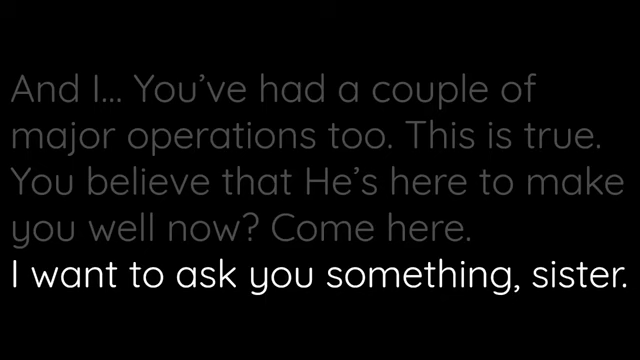 And I... You’ve had a couple of
major operations too. This is true.
You believe that He’s here to make
you well now? Come here.
I want to ask you something, sister.